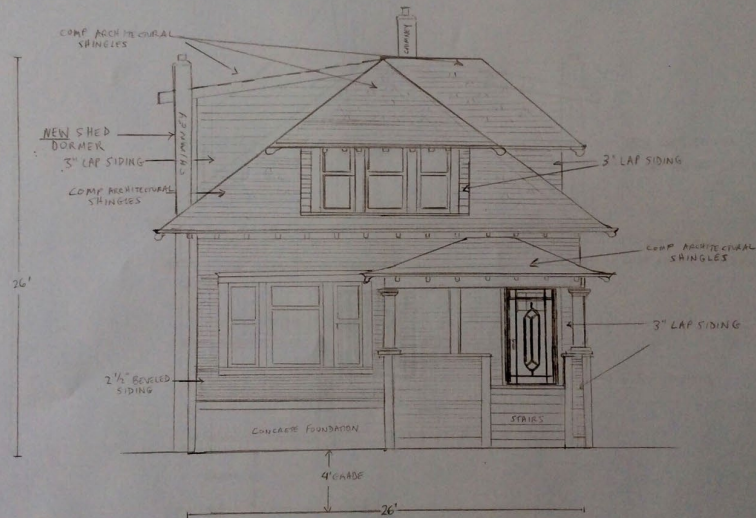 COMP ARCHITECTURAL
SHINGLES
CHIMNEY
NEW SHED
DORMER
CHIMNEY
3" LAP SIDING
3" LAP SIDING
COMP ARCHITECTURAL
SHINGLES
COMP ARCHITECTURAL
SHINGLES
26'
3" LAP SIDING
2 1/2" BEVELED
SIDING
STAIRS
CONCRETE FOUNDATION
4' GRADE
26'